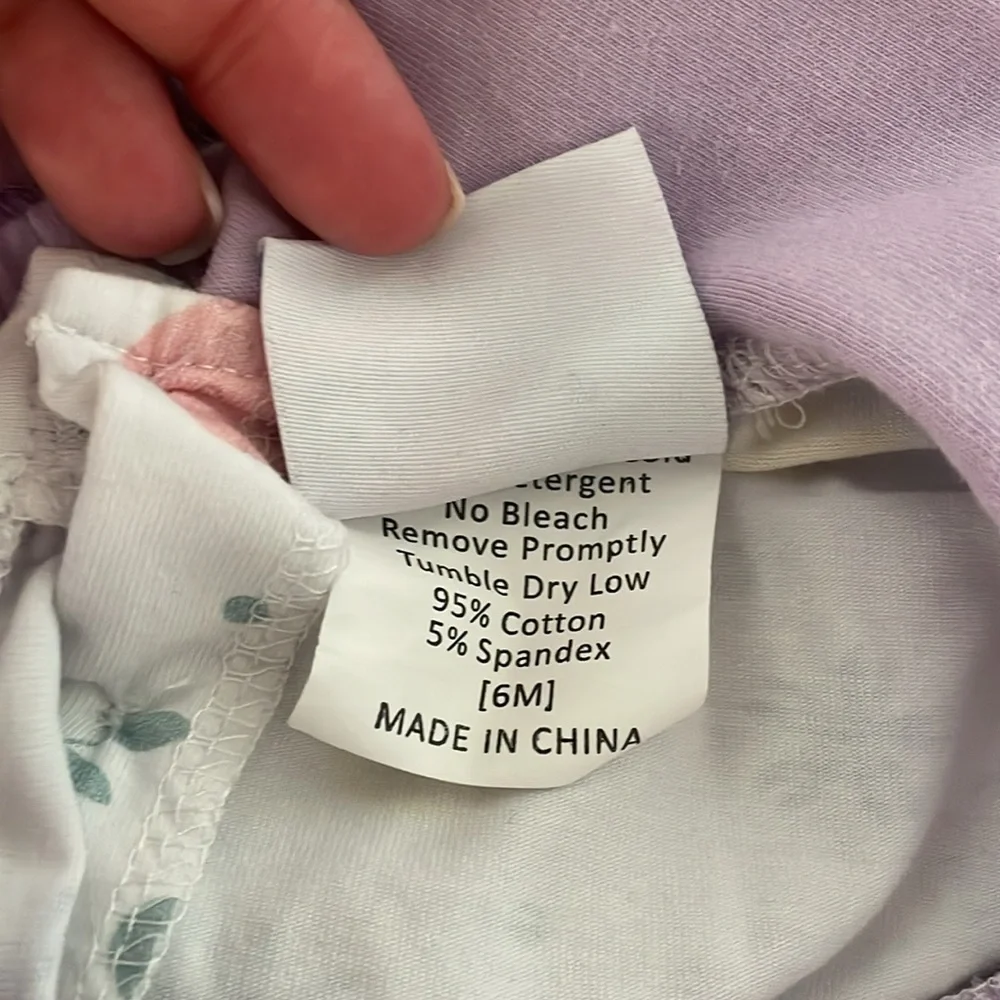 No Bleach
Remove Promptly
Tumble Dry Low
95% Cotton
5% Spandex
[6M]
MADE IN CHINA